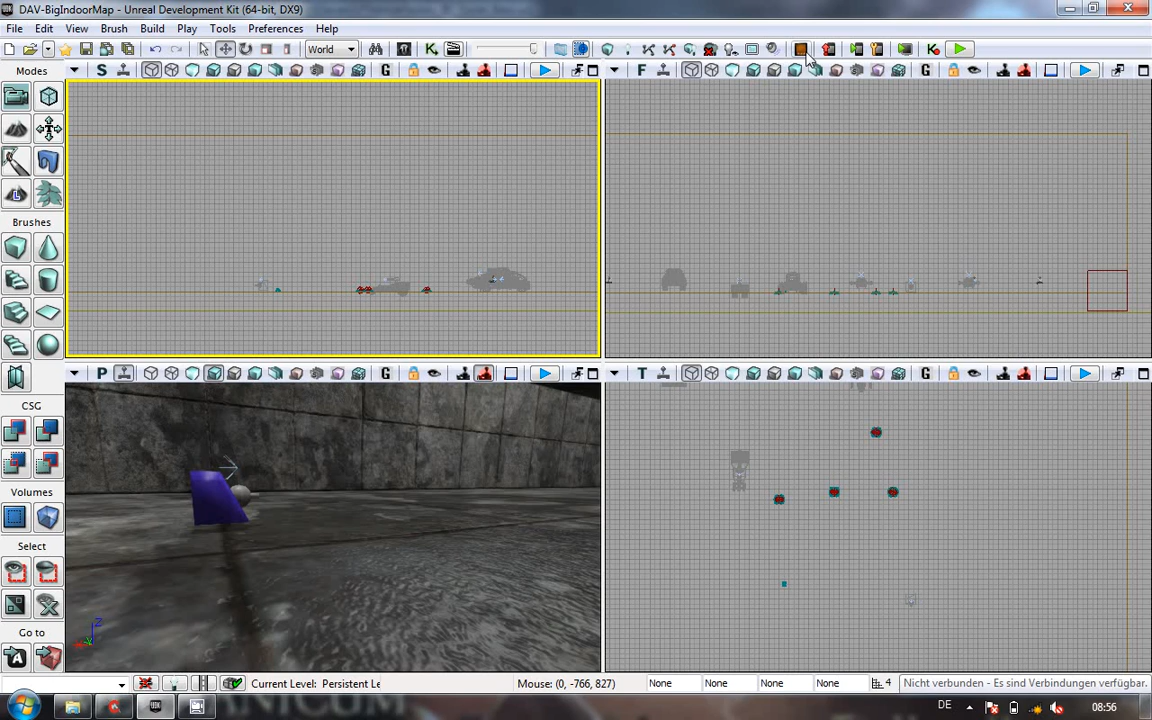 DAV-BigIndoorMap - Unreal Development Kit (64-bit, DX9)
File Edit View Brush Build Play Tools Preferences Help
World
Modes
S G
F G
L
Brushes
P G
T G
CSG
Volumes
Select
Go to
Z
Current Level: Persistent Le
Mouse: (0, -766, 827)
None None None None
4
Nicht verbunden - Es sind Verbindungen verfügbar.
ANICUM
DE
08:56